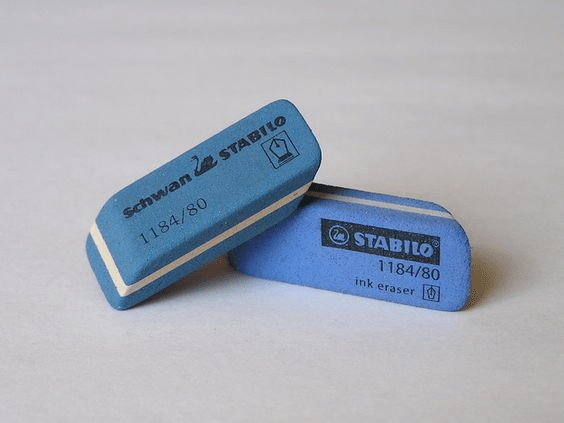 Schwan STABILO
1184/80
STABILO
1184/80
ink eraser